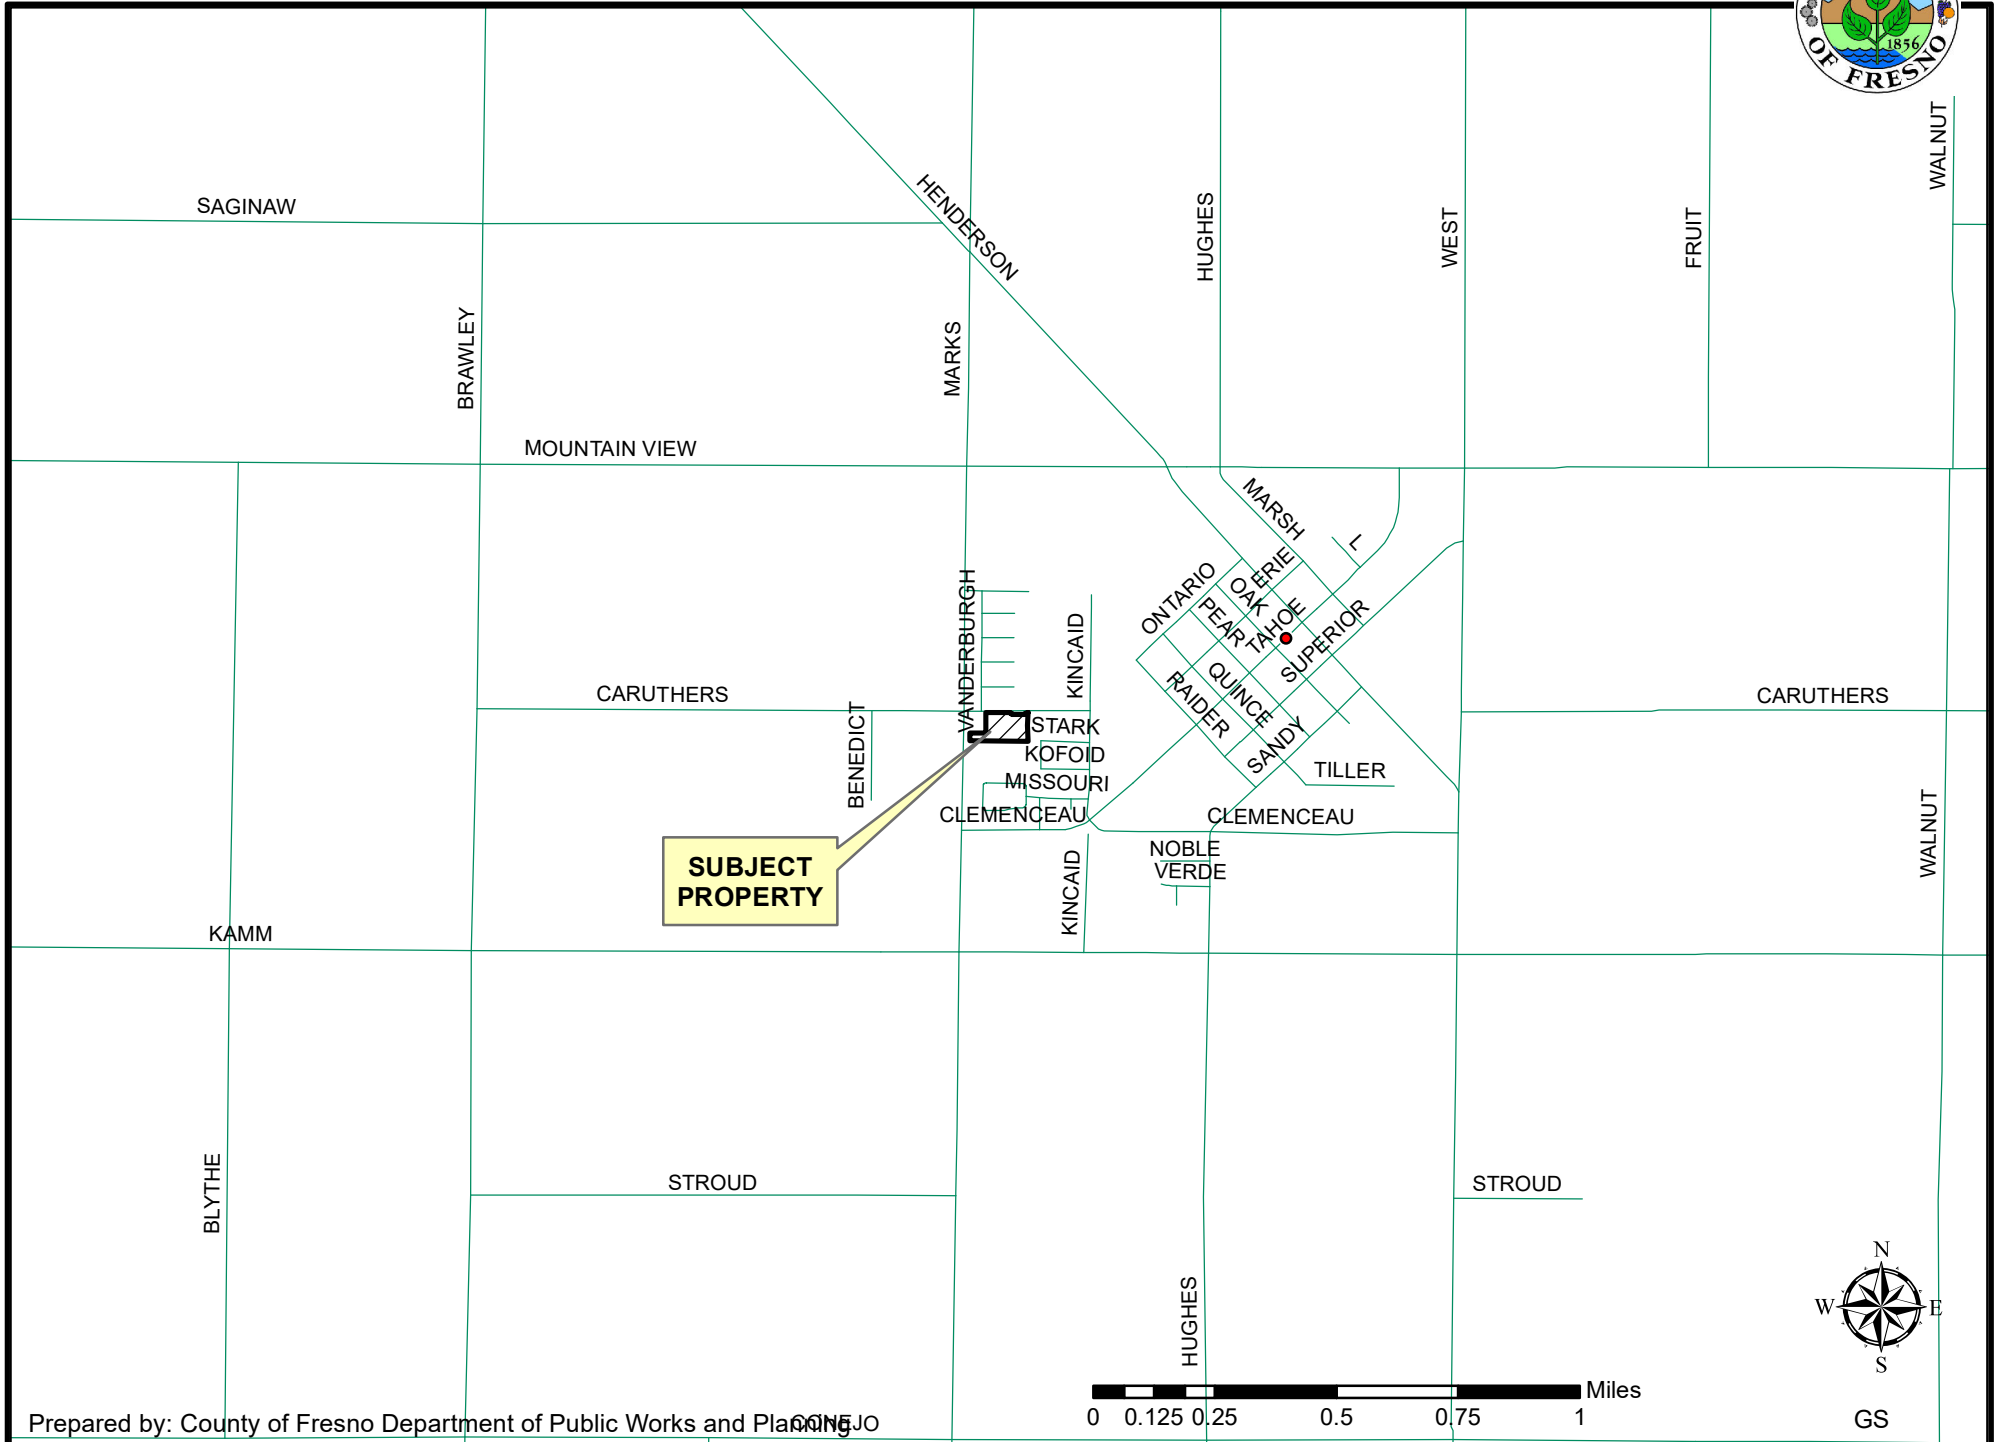 1856
OF FRESNO
WALNUT
SAGINAW
HENDERSON
HUGHES
WEST
FRUIT
BRAWLEY
MARKS
MOUNTAIN VIEW
MARSH
L
ERIE
OAK
ONTARIO
PEAR
TAHOE
SUPERIOR
VANDERBURGH
KINCAID
QUINCE
RAIDER
SANDY
CARUTHERS
CARUTHERS
BENEDICT
STARK
KOFOID
MISSOURI
TILLER
CLEMENCEAU
CLEMENCEAU
NOBLE
VERDE
KINCAID
WALNUT
SUBJECT
PROPERTY
KAMM
BLYTHE
STROUD
STROUD
HUGHES
N
W
E
S
Miles
0 0.125 0.25 0.5 0.75 1
Prepared by: County of Fresno Department of Public Works and Planning
CONEJO
GS